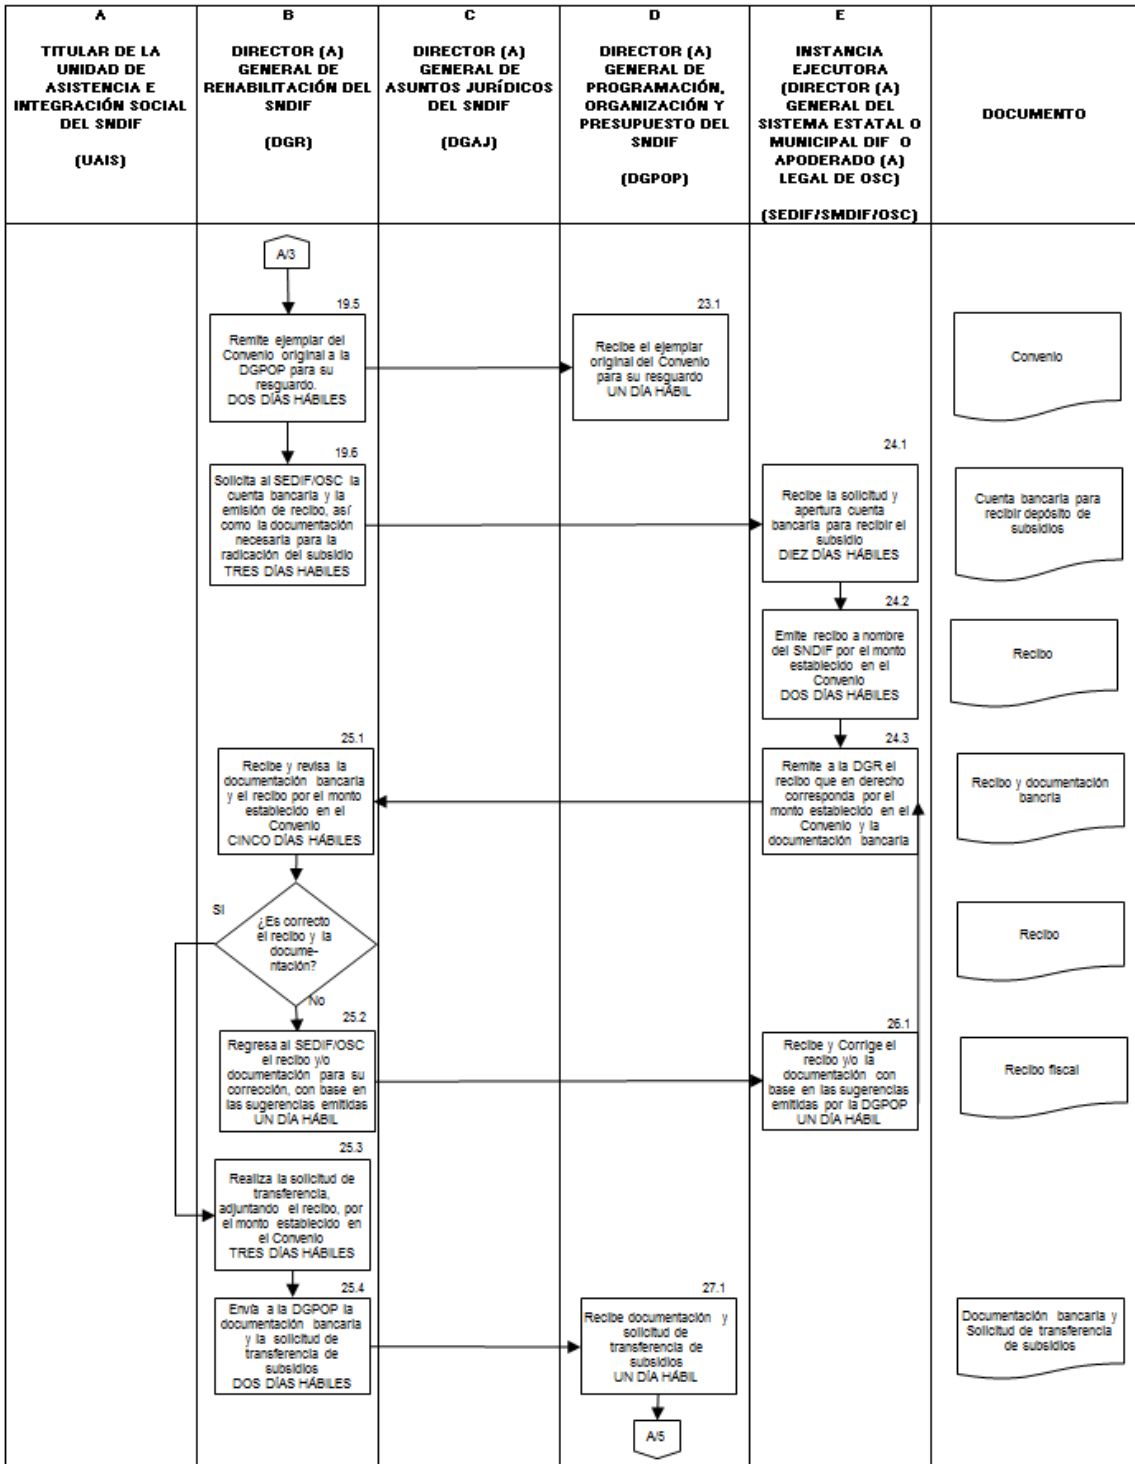 A
TITULAR DE LA
UNIDAD DE
ASISTENCIA E
INTEGRACIÓN SOCIAL
DEL SNDIF
(UAIS)
B
DIRECTOR (A)
GENERAL DE
REHABILITACIÓN DEL
SNDIF
(DGR)
C
DIRECTOR (A)
GENERAL DE
ASUNTOS JURÍDICOS
DEL SNDIF
(DGAJ)
D
DIRECTOR (A)
GENERAL DE
PROGRAMACIÓN,
ORGANIZACIÓN Y
PRESUPUESTO DEL
SNDIF
(DGPOP)
E
INSTANCIA
EJECUTORA
(DIRECTOR (A)
GENERAL DEL
SISTEMA ESTATAL O
MUNICIPAL DIF O
APODERADO (A)
LEGAL DE OSC)
(SEDIF/SMDIF/OSC)
DOCUMENTO
A/3
19.5
Remite ejemplar del
Convenio original a la
DGPOP para su
resguardo.
DOS DÍAS HÁBILES
23.1
Recibe el ejemplar
original del Convenio
para su resguardo
UN DÍA HÁBIL
Convenio
19.6
Solicita al SEDIF/OSC la
cuenta bancaria y la
emisión de recibo, así
como la documentación
necesaria para la
radicación del subsidio
TRES DÍAS HABILES
24.1
Recibe la solicitud y
apertura cuenta
bancaria para recibir el
subsidio
DIEZ DÍAS HÁBILES
Cuenta bancaria para
recibir depósito de
subsidios
24.2
Emite recibo a nombre
del SNDIF por el monto
establecido en el
Convenio
DOS DÍAS HÁBILES
Recibo
25.1
Recibe y revisa la
documentación bancaria
y el recibo por el monto
establecido en el
Convenio
CINCO DÍAS HÁBILES
24.3
Remite a la DGR el
recibo que en derecho
corresponda por el
monto establecido en el
Convenio y la
documentación bancaria
Recibo y documentación
bancria
SI
¿Es correcto
el recibo y la
docume-
ntación?
No
Recibo
25.2
Regresa al SEDIF/OSC
el recibo y/o
documentación para su
corrección, con base en
las sugerencias emitidas
UN DÍA HÁBIL
26.1
Recibe y Corrige el
recibo y/o la
documentación con
base en las sugerencias
emitidas por la DGPOP
UN DÍA HÁBIL
Recibo fiscal
25.3
Realiza la solicitud de
transferencia,
adjuntando el recibo, por
el monto establecido en
el Convenio
TRES DÍAS HÁBILES
25.4
Envía a la DGPOP la
documentación bancaria
y la solicitud de
transferencia de
subsidios
DOS DÍAS HÁBILES
27.1
Recibe documentación y
solicitud de
transferencia de
subsidios
UN DÍA HÁBIL
Documentación bancaria y
Solicitud de transferencia
de subsidios
A/5